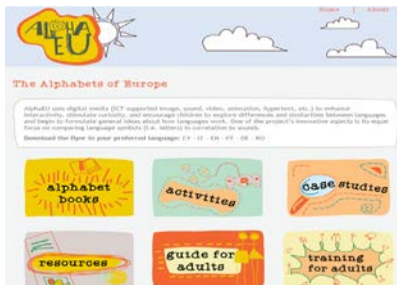 Home | About
ALPHA
EU
The Alphabets of Europe
AlphaEU uses digital media (ICT supported image, sound, video, animation, hypertext, etc.) to enhance
interactivity, stimulate curiosity, and encourage children to explore differences and similarities between languages
and begin to formulate general ideas about how languages work. One of the project's innovative aspects is its equal
focus on comparing language symbols (i.e. letters) in correlation to sounds.
Download the flyer in your preferred language: CY - IT - EN - PT - DE - RO
alphabet
books
activities
case studies
resources
guide for
adults
training
for adults